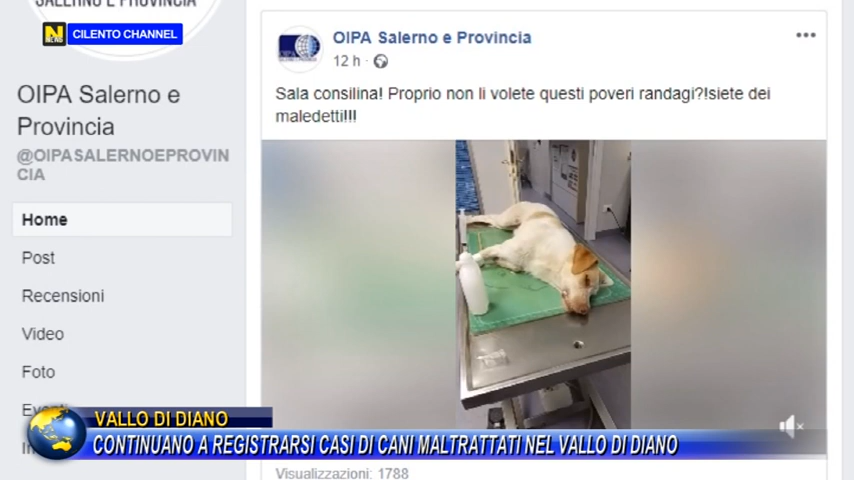 SALERNO E PROVINCIA
NEWS
CILENTO CHANNEL
OIPA Salerno e
Provincia
@OIPASALERNOEPROVIN
CIA
Home
Post
Recensioni
Video
Foto
OIPA Salerno e Provincia
12 h
Sala consilina! Proprio non li volete questi poveri randagi?!siete dei
maledetti!!!
VALLO DI DIANO
CONTINUANO A REGISTRARSI CASI DI CANI MALTRATTATI NEL VALLO DI DIANO
Visualizzazioni: 1788